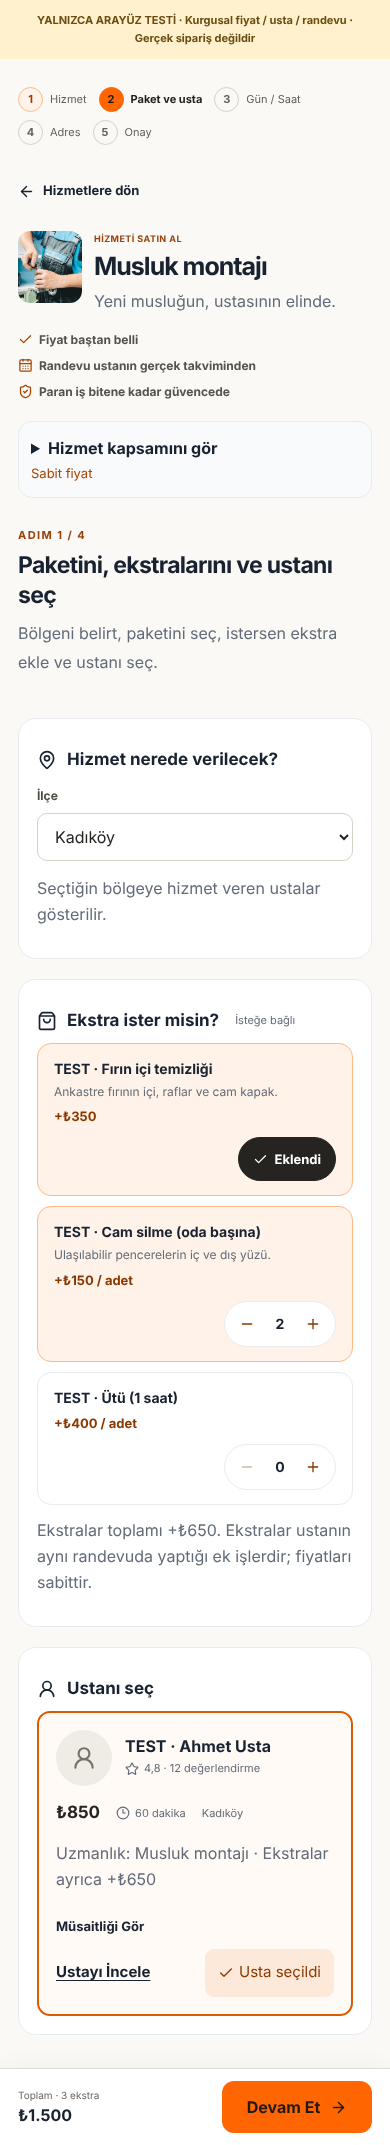 YALNIZCA ARAYÜZ TESTİ · Kurgusal fiyat / usta / randevu ·
Gerçek sipariş değildir
1 Hizmet 2 Paket ve usta 3 Gün / Saat
4 Adres 5 Onay
← Hizmetlere dön
HİZMETİ SATIN AL
Musluk montajı
Yeni musluğun, ustasının elinde.
Fiyat baştan belli
Randevu ustanın gerçek takviminden
Paran iş bitene kadar güvencede
Hizmet kapsamını gör
Sabit fiyat
ADIM 1 / 4
Paketini, ekstralarını ve ustanı
seç
Bölgeni belirt, paketini seç, istersen ekstra
ekle ve ustanı seç.
Hizmet nerede verilecek?
İlçe
Kadıköy
Seçtiğin bölgeye hizmet veren ustalar
gösterilir.
Ekstra ister misin? İsteğe bağlı
TEST · Fırın içi temizliği
Ankastre fırının içi, raflar ve cam kapak.
+₺350
Eklendi
TEST · Cam silme (oda başına)
Ulaşılabilir pencerelerin iç ve dış yüzü.
+₺150 / adet
− 2 +
TEST · Ütü (1 saat)
+₺400 / adet
− 0 +
Ekstralar toplamı +₺650. Ekstralar ustanın
aynı randevuda yaptığı ek işlerdir; fiyatları
sabittir.
Ustanı seç
TEST · Ahmet Usta
4,8 · 12 değerlendirme
₺850 60 dakika Kadıköy
Uzmanlık: Musluk montajı · Ekstralar
ayrıca +₺650
Müsaitliği Gör
Ustayı İncele Usta seçildi
Toplam · 3 ekstra
₺1.500
Devam Et →